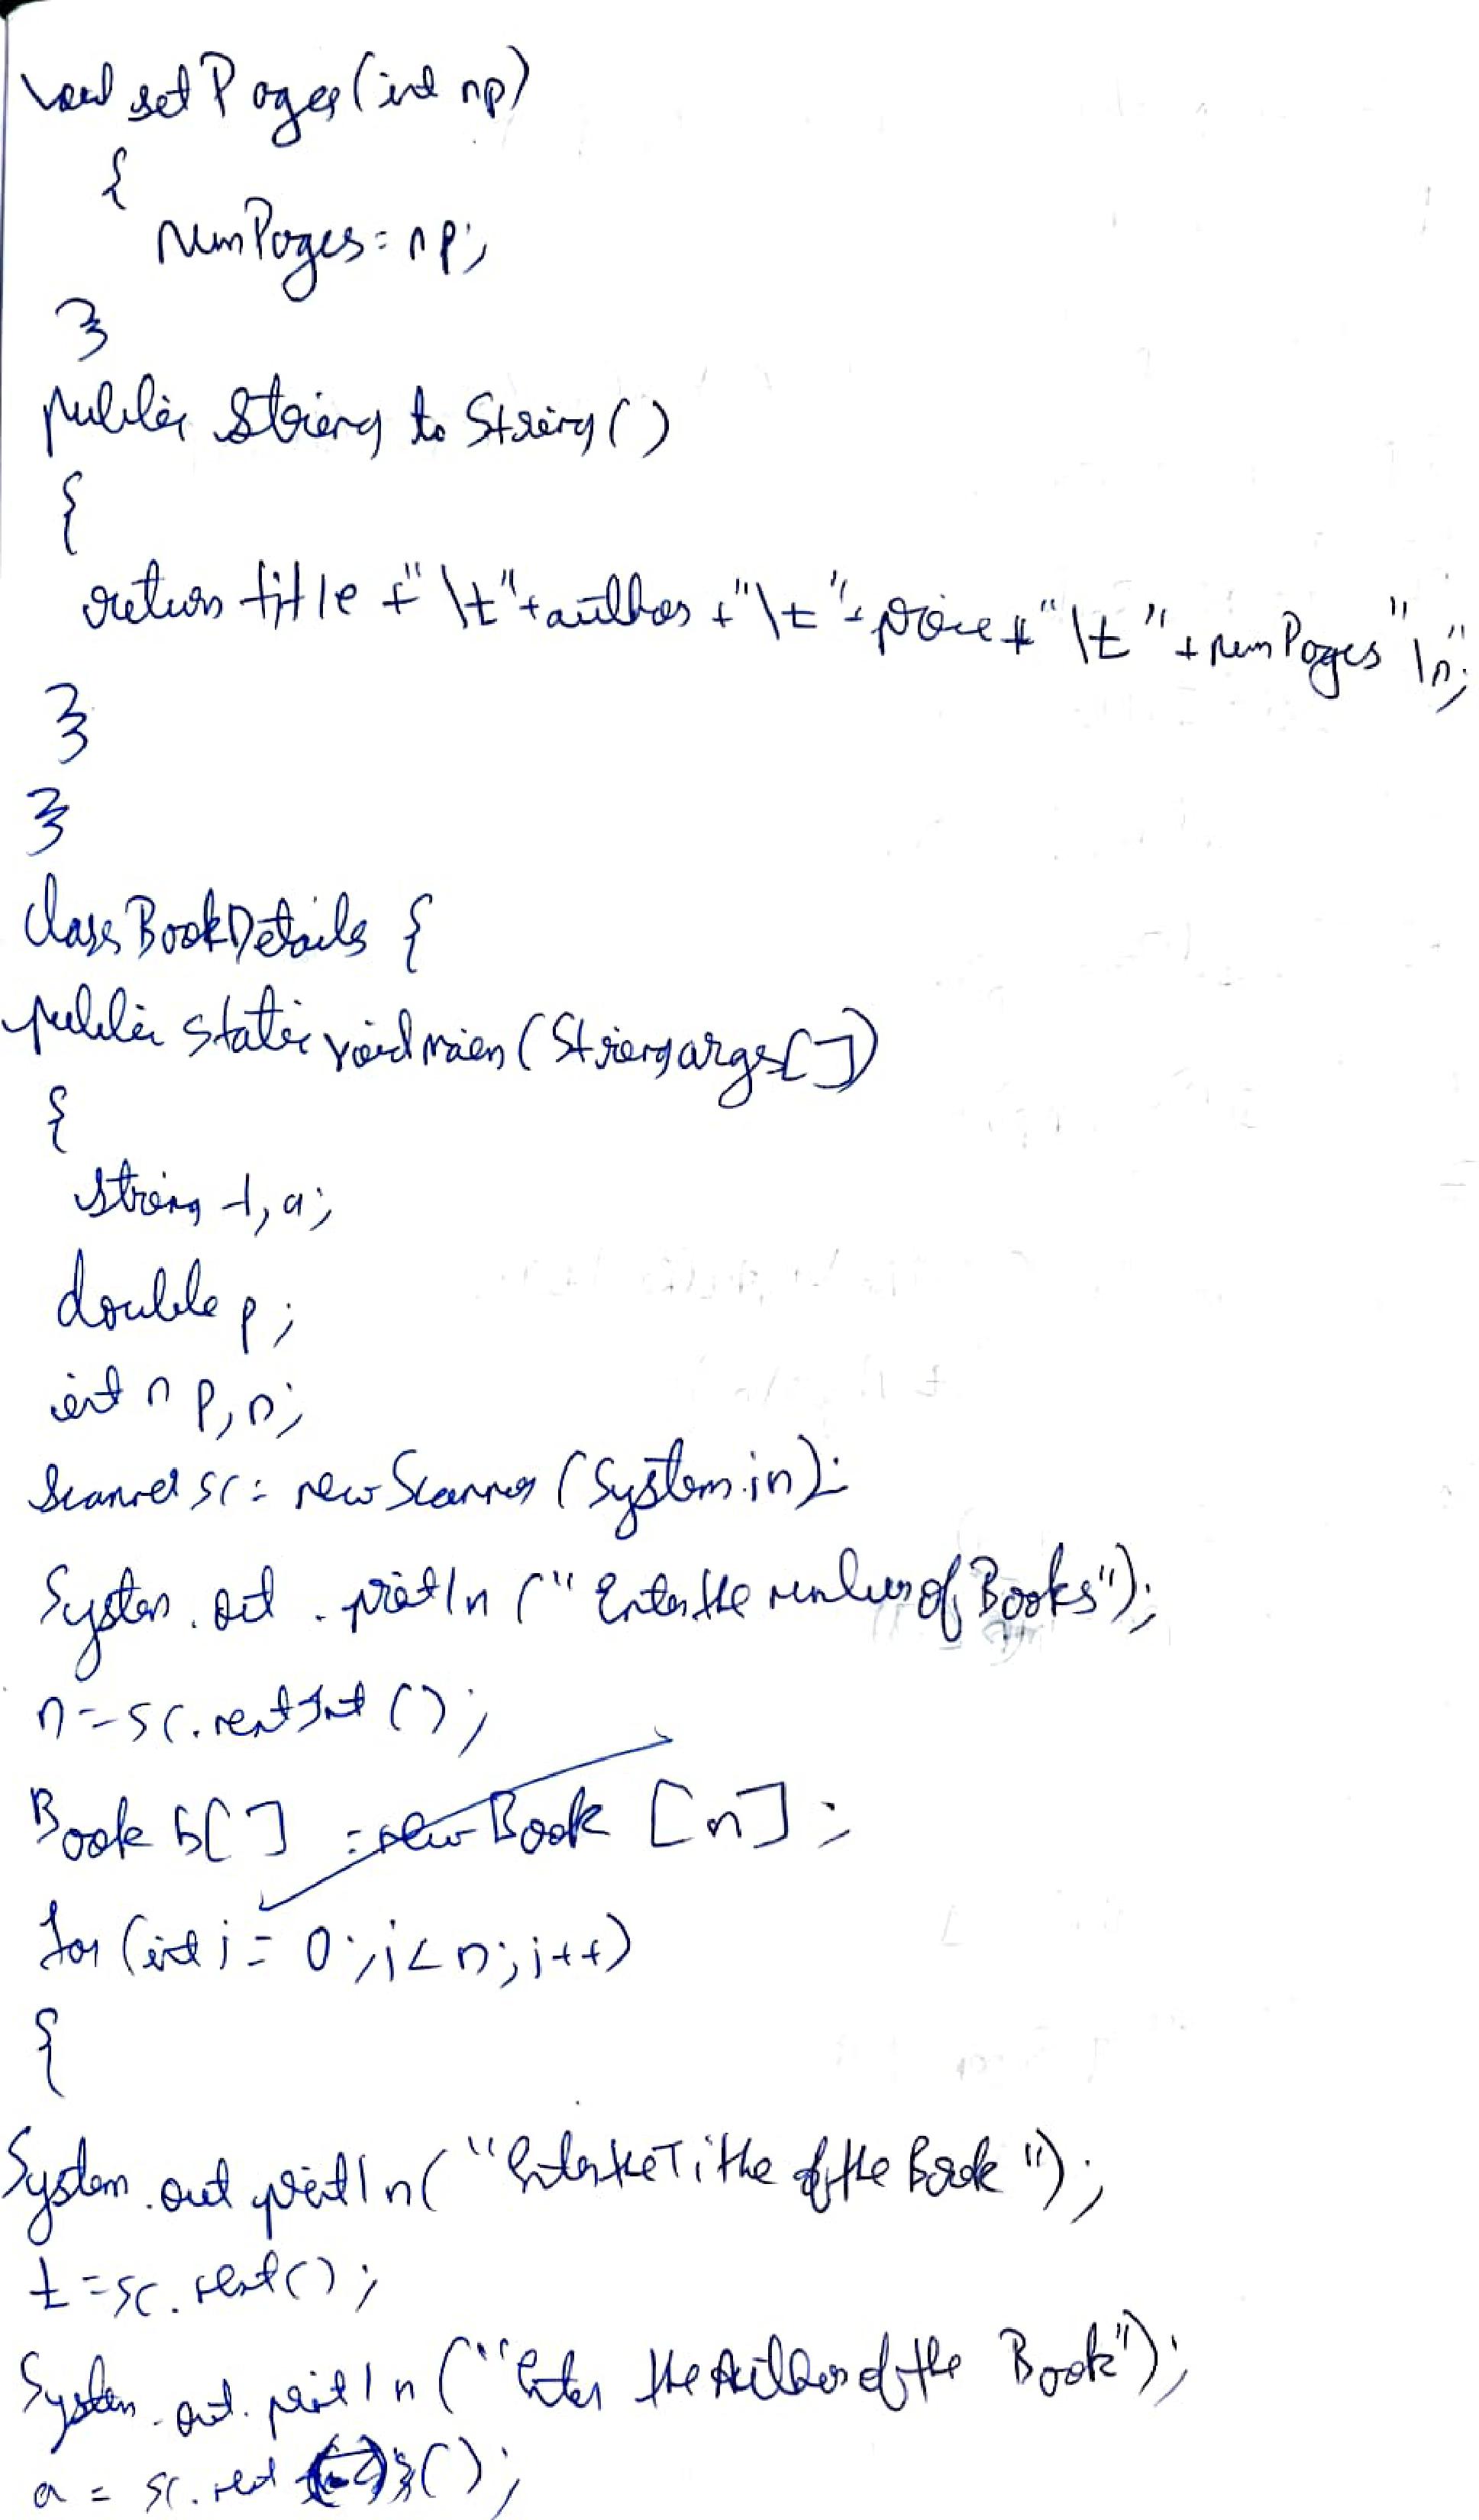 void setPages(int np)
{
numPages = np;
}
public String to String()
{
return title +"\t"+author+"\t"+price+"\t"+numPages"\n";
}
}
class BookDetails {
public static void main(String args[])
{
String t,a;
double p;
int np,n;
Scanner sc = new Scanner (System.in);
System.out.println ("Enter the number of Books");
n=sc.nextInt();
Book b[] = new Book [n];
for (int i = 0; i<n; i++)
{
System.out.println("Enter the Title of the Book");
t=sc.next();
System.out.println ("Enter the Author of the Book");
a = sc.next();